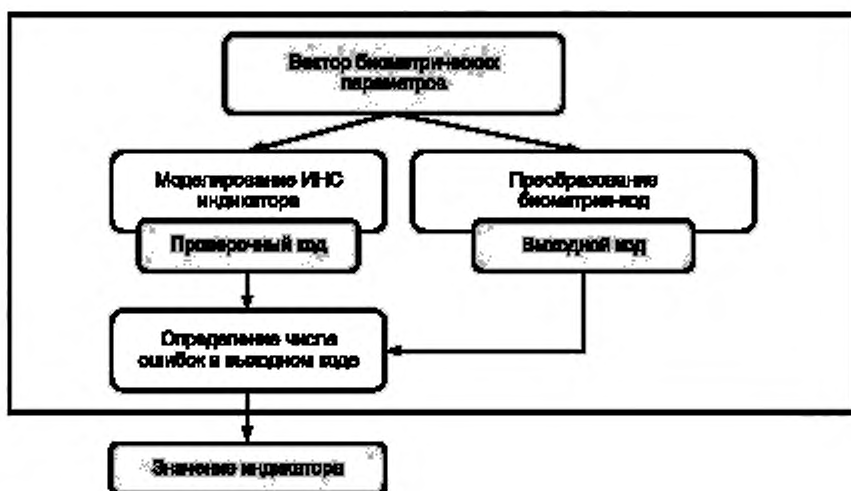 Вектор биометрических
параметров
Моделирование ИНС
индикатора
Проверочный код
Преобразование
биометрия-код
Выходной код
Определение числа
ошибок в выходном коде
Значение индикатора